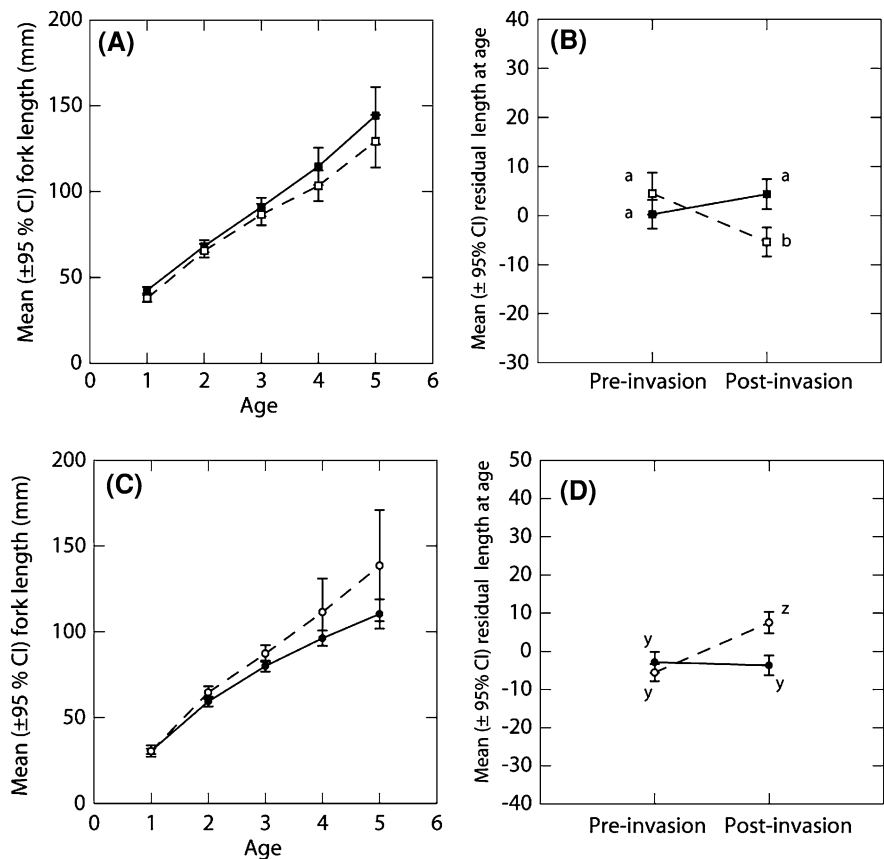 (A)
Mean (±95 % CI) fork length (mm)
200
150
100
50
0
0 1 2 3 4 5 6
Age
(B)
Mean (± 95% CI) residual length at age
40
30
20
10
0
-10
-20
-30
a
a
a
b
Pre-invasion Post-invasion
(C)
Mean (±95 % CI) fork length (mm)
200
150
100
50
0
0 1 2 3 4 5 6
Age
(D)
Mean (± 95% CI) residual length at age
50
40
30
20
10
0
-10
-20
-30
-40
y
y
z
y
Pre-invasion Post-invasion